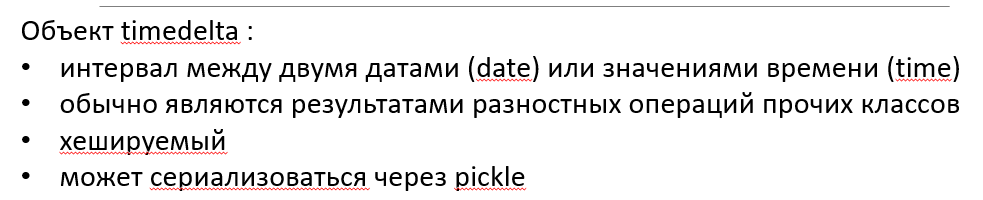 Объект timedelta :
• интервал между двумя датами (date) или значениями времени (time)
• обычно являются результатами разностных операций прочих классов
• хешируемый
• может сериализоваться через pickle